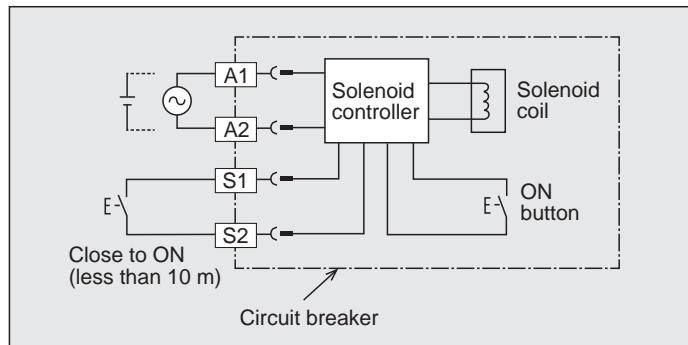 A1
Solenoid
controller
Solenoid
coil
A2
S1
ON
button
S2
Close to ON
(less than 10 m)
Circuit breaker